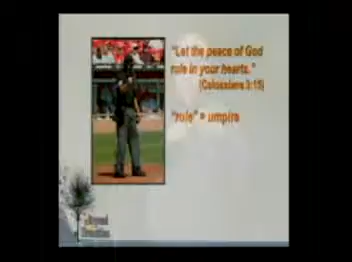 "Let the peace of God
rule in your hearts."
(Colossians 3:15)
"rule" = umpire